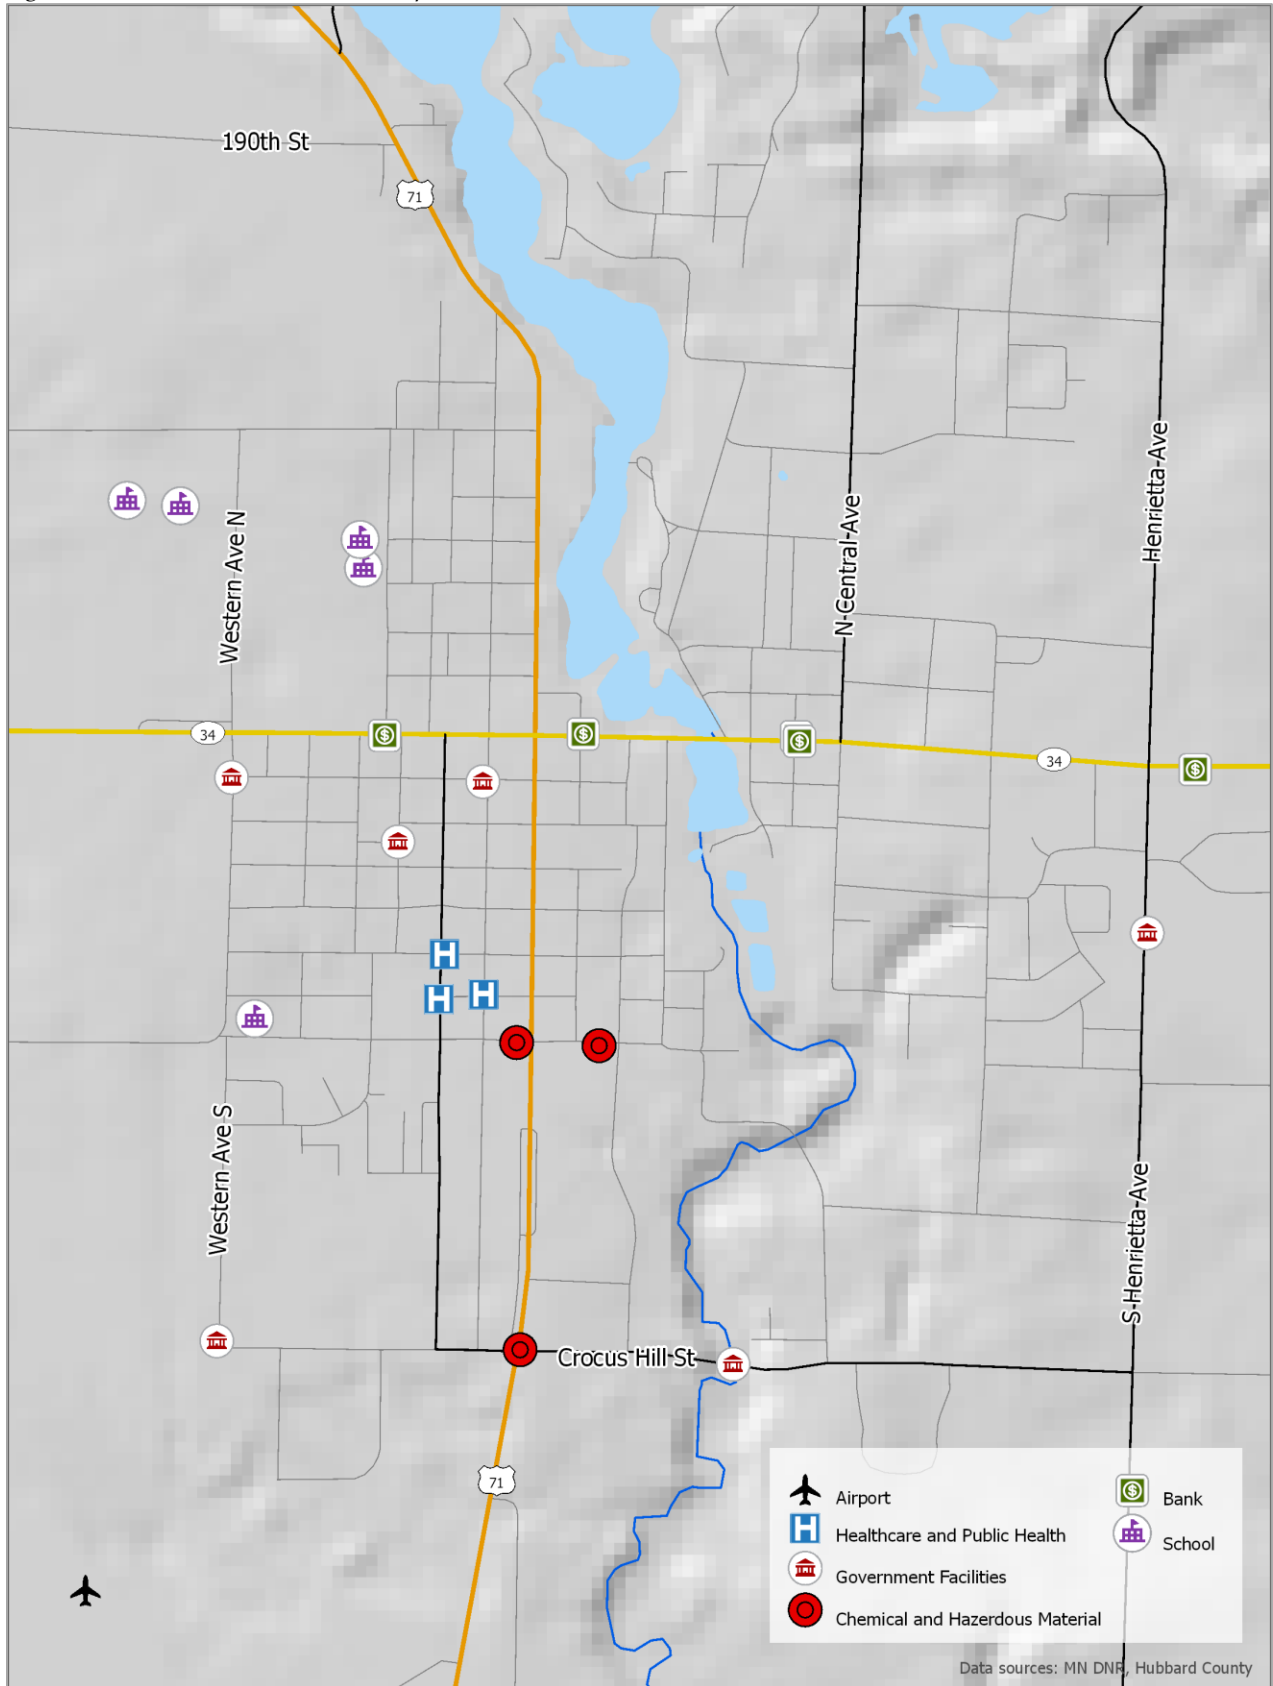 190th St
71
Western Ave N
N-Central-Ave
Henrietta-Ave
34
34
Western Ave S
S-Henrietta-Ave
Crocus Hill St
71
Airport
Bank
Healthcare and Public Health
School
Government Facilities
Chemical and Hazerdous Material
Data sources: MN DNR, Hubbard County